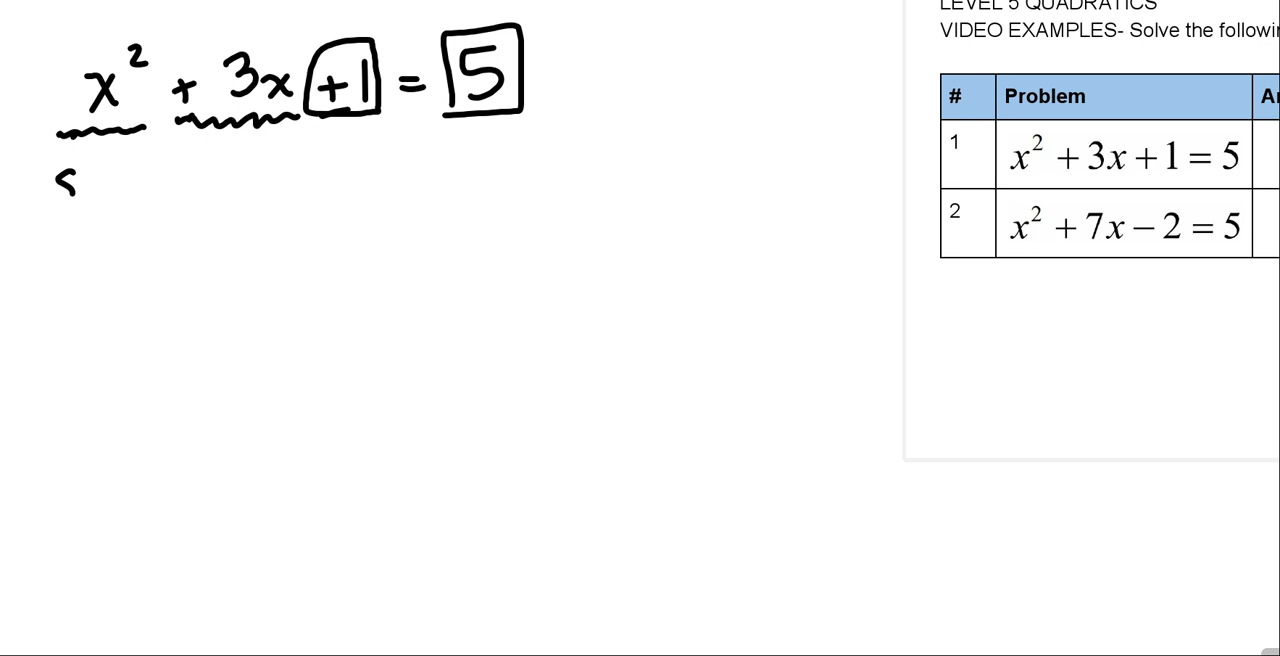 x² + 3x + 1 = 5
s
LEVEL 5 QUADRATICS
VIDEO EXAMPLES- Solve the
# Problem
1 x² + 3x + 1 = 5
2 x² + 7x − 2 = 5